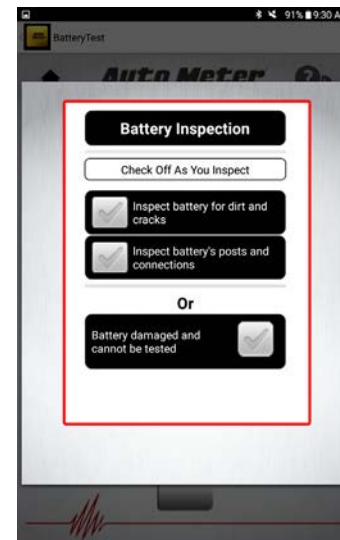 91% 9:30 A
BatteryTest
Auto Meter
Battery Inspection
Check Off As You Inspect
Inspect battery for dirt and
cracks
Inspect battery's posts and
connections
Or
Battery damaged and
cannot be tested